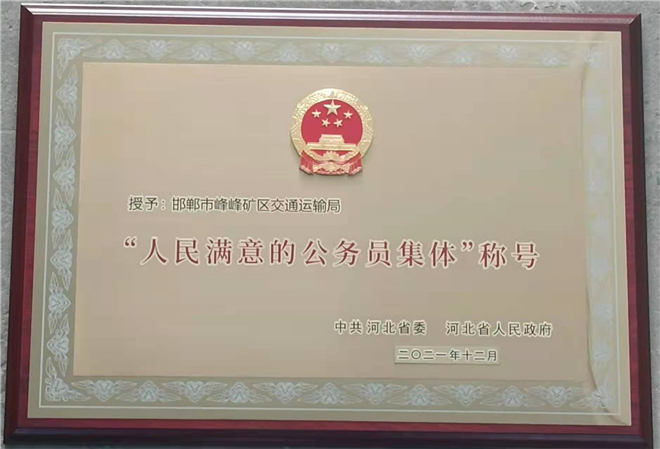 授予：邯郸市峰峰矿区交通运输局
“人民满意的公务员集体”称号
中共河北省委 河北省人民政府
二〇二一年十二月